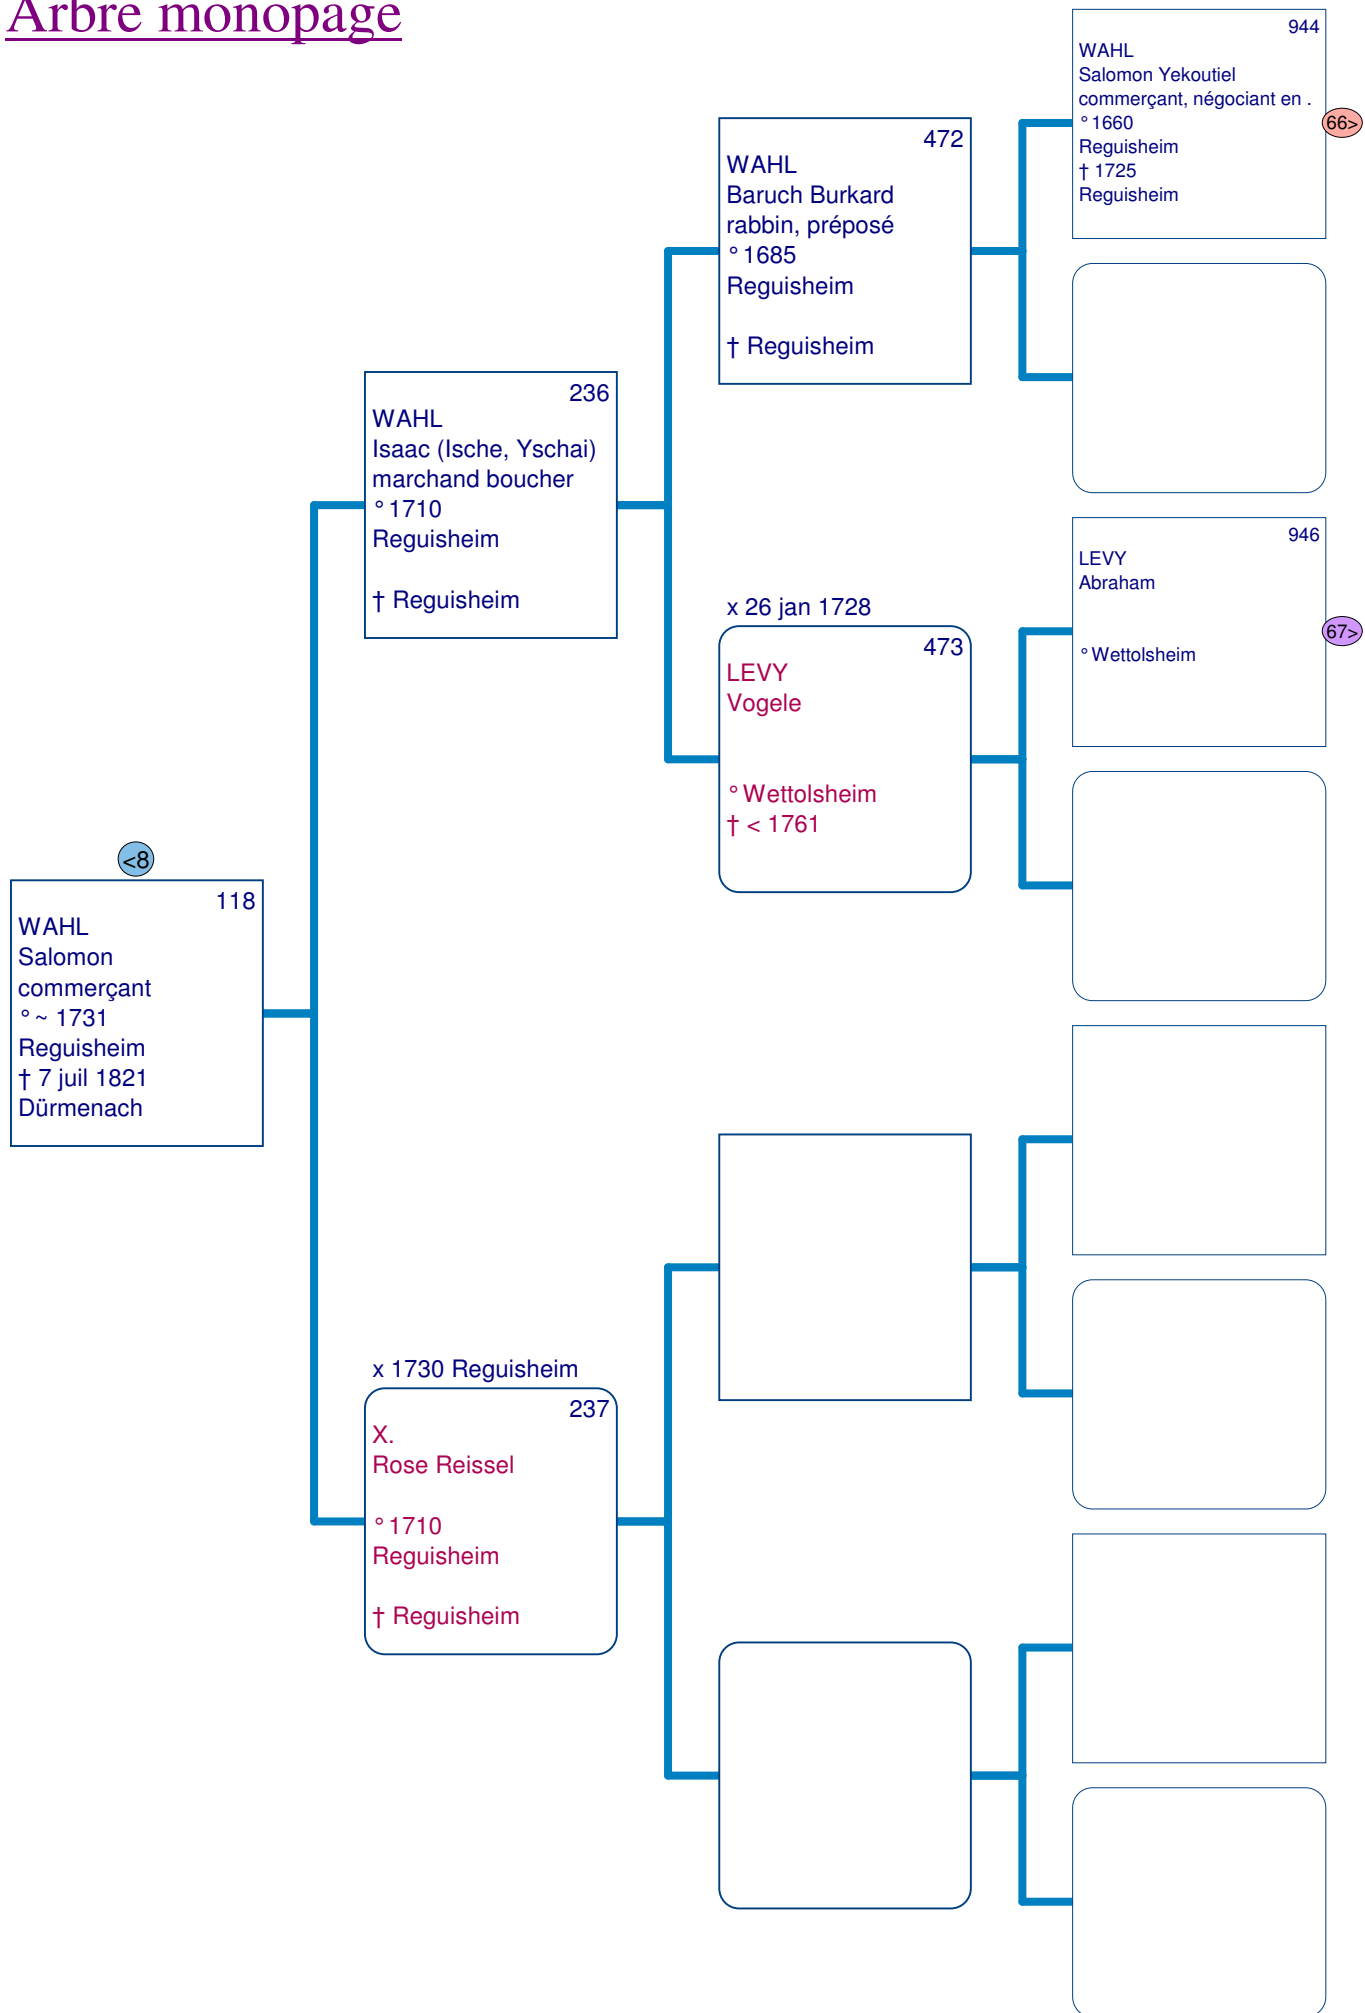 Arbre monopage
944
WAHL
Salomon Yekoutiel
commerçant, négociant en .
° 1660
Reguisheim
† 1725
Reguisheim
66>
472
WAHL
Baruch Burkard
rabbin, préposé
° 1685
Reguisheim
† Reguisheim
236
WAHL
Isaac (Ische, Yschai)
marchand boucher
° 1710
Reguisheim
† Reguisheim
946
LEVY
Abraham
° Wettolsheim
67>
x 26 jan 1728
473
LEVY
Vogele
° Wettolsheim
† < 1761
<8
118
WAHL
Salomon
commerçant
° ~ 1731
Reguisheim
† 7 juil 1821
Dürmenach
x 1730 Reguisheim
237
X.
Rose Reissel
° 1710
Reguisheim
† Reguisheim